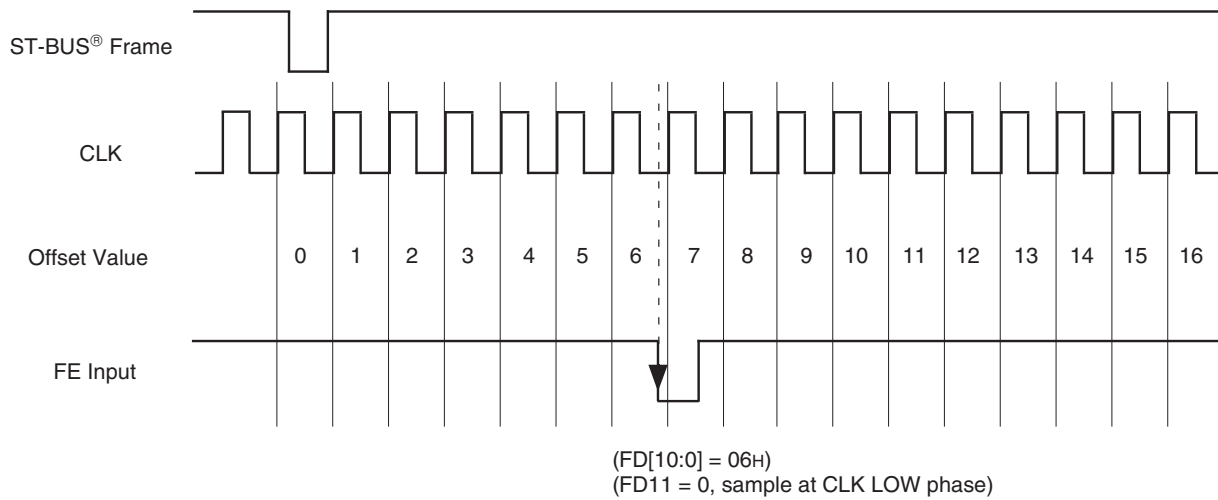 ST-BUS® Frame
CLK
Offset Value 0 1 2 3 4 5 6 7 8 9 10 11 12 13 14 15 16
FE Input
(FD[10:0] = 06H)
(FD11 = 0, sample at CLK LOW phase)